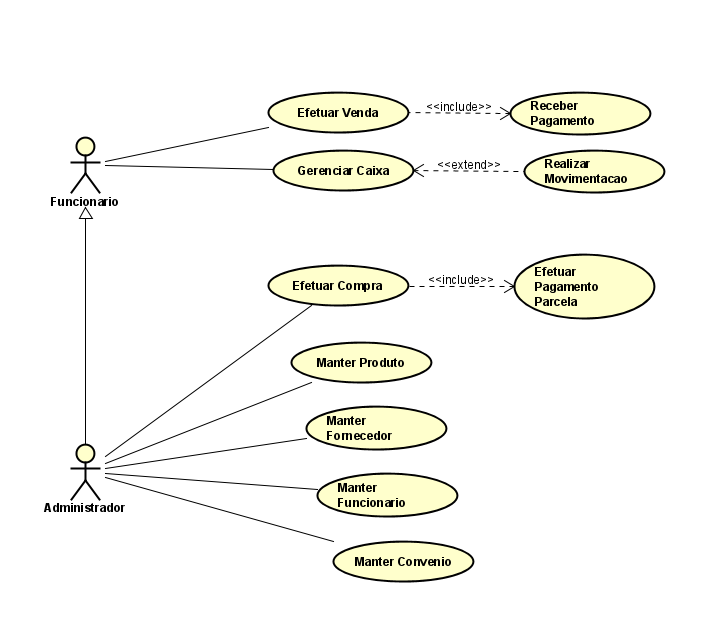 Efetuar Venda
<<include>>
Receber
Pagamento
Gerenciar Caixa
<<extend>>
Realizar
Movimentacao
Funcionario
Efetuar Compra
<<include>>
Efetuar
Pagamento
Parcela
Manter Produto
Manter
Fornecedor
Manter
Funcionario
Administrador
Manter Convenio